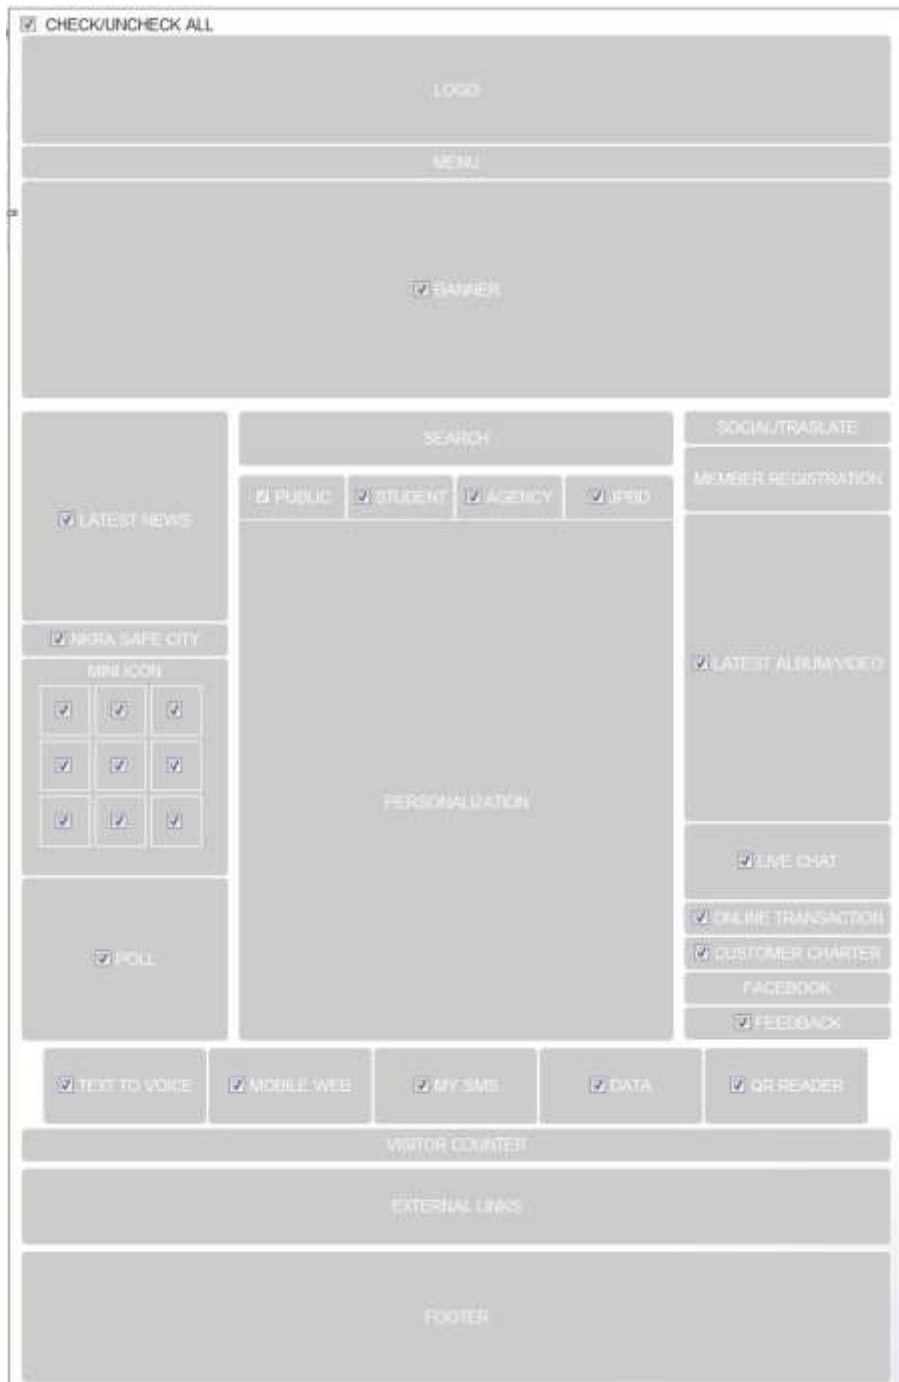 CHECK/UNCHECK ALL
LOGO
MENU
BANNER
LATEST NEWS
NKRA SAFE CITY
MINI ICON
POLL
SEARCH
PUBLIC
STUDENT
AGENCY
JPBD
PERSONALIZATION
SOCIAL/TRASLATE
MEMBER REGISTRATION
LATEST ALBUM/VIDEO
LIVE CHAT
ONLINE TRANSACTION
CUSTOMER CHARTER
FACEBOOK
FEEDBACK
TEXT TO VOICE
MOBILE WEB
MY SMS
DATA
QR READER
VISITOR COUNTER
EXTERNAL LINKS
FOOTER